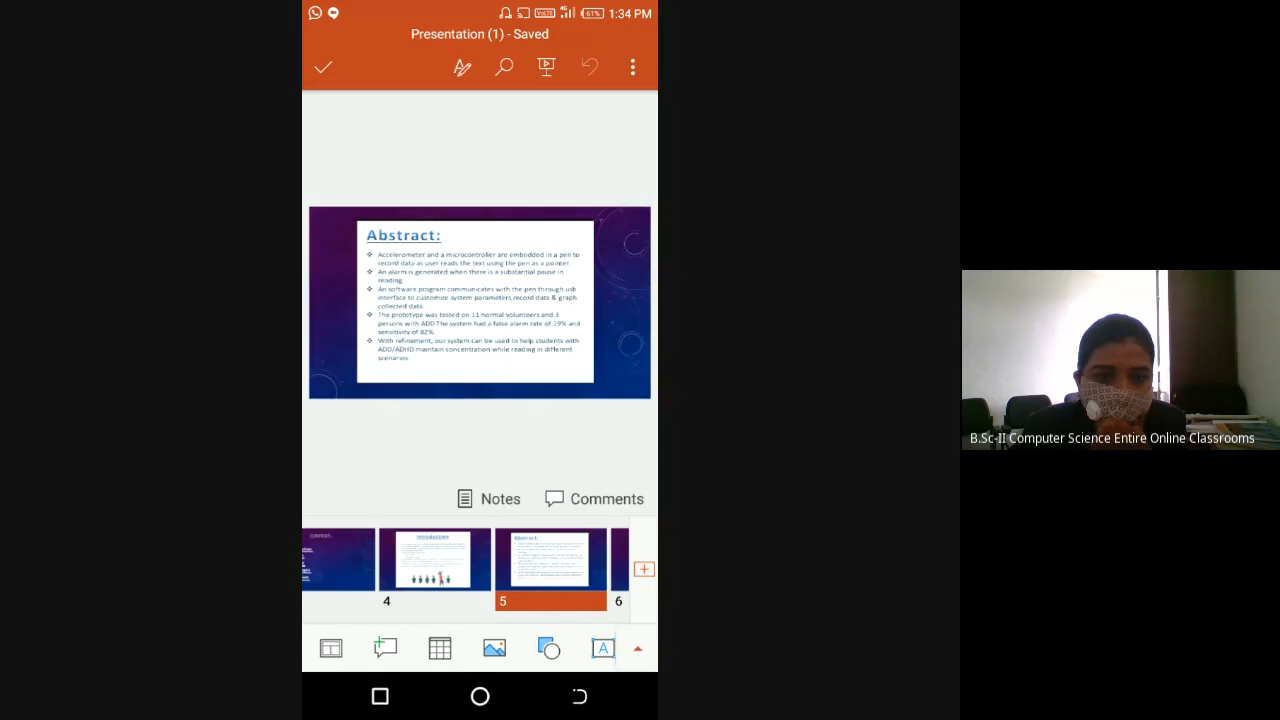 VoLTE 4G 61% 1:34 PM
Presentation (1) - Saved
Abstract:
Accelerometer and a microcontroller are embedded in a pen to
record data as user reads the text using the pen as a pointer.
An alarm is generated when there is a substantial pause in
reading.
An software program communicates with the pen through usb
interface to customize system parameters,record data & graph
collected data.
The prototype was tested on 11 normal volunteers and 3
persons with ADD.The system had a false alarm rate of 19% and
sensitivity of 82%.
With refinement, our system can be used to help students with
ADD/ADHD maintain concentration while reading in different
scenarios.
Notes
Comments
Introduction
Abstract:
4
5
6
A
B.Sc-II Computer Science Entire Online Classrooms